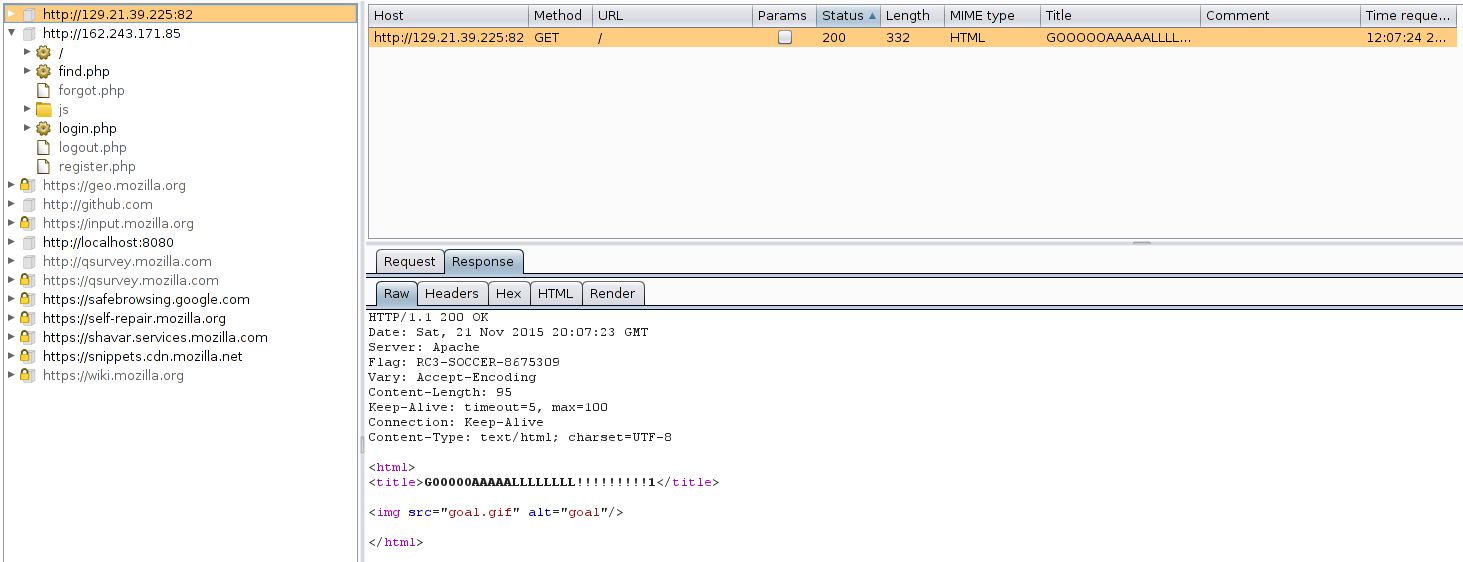 http://129.21.39.225:82
http://162.243.171.85
/
find.php
forgot.php
js
login.php
logout.php
register.php
https://geo.mozilla.org
http://github.com
https://input.mozilla.org
http://localhost:8080
http://qsurvey.mozilla.com
https://qsurvey.mozilla.com
https://safebrowsing.google.com
https://self-repair.mozilla.org
https://shavar.services.mozilla.com
https://snippets.cdn.mozilla.net
https://wiki.mozilla.org
Host Method URL Params Status Length MIME type Title Comment Time reque...
http://129.21.39.225:82 GET / 200 332 HTML GOOOOOAAAAALLLL... 12:07:24 2...
Request Response
Raw Headers Hex HTML Render
HTTP/1.1 200 OK
Date: Sat, 21 Nov 2015 20:07:23 GMT
Server: Apache
Flag: RC3-SOCCER-8675309
Vary: Accept-Encoding
Content-Length: 95
Keep-Alive: timeout=5, max=100
Connection: Keep-Alive
Content-Type: text/html; charset=UTF-8
<html>
<title>GOOOOOAAAAALLLLLLLL!!!!!!!!!1</title>
<img src="goal.gif" alt="goal"/>
</html>